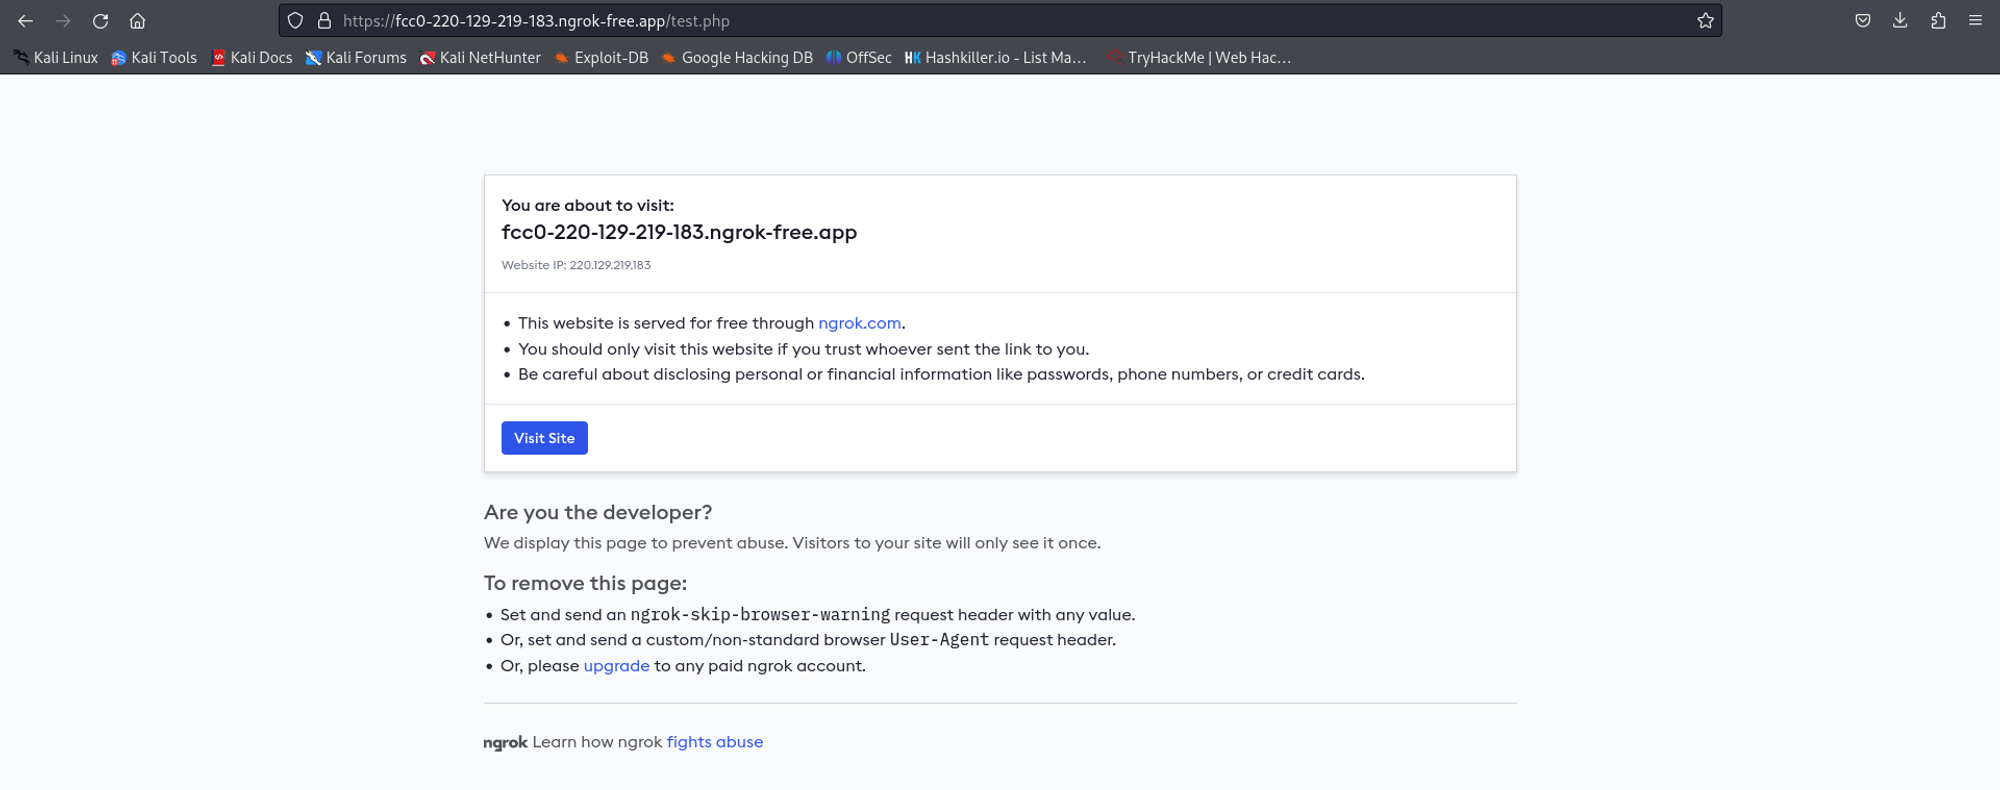 https://fcc0-220-129-219-183.ngrok-free.app/test.php
Kali Linux Kali Tools Kali Docs Kali Forums Kali NetHunter Exploit-DB Google Hacking DB OffSec Hashkiller.io - List Ma… TryHackMe | Web Hac…
You are about to visit:
fcc0-220-129-219-183.ngrok-free.app
Website IP: 220.129.219.183
• This website is served for free through ngrok.com.
• You should only visit this website if you trust whoever sent the link to you.
• Be careful about disclosing personal or financial information like passwords, phone numbers, or credit cards.
Visit Site
Are you the developer?
We display this page to prevent abuse. Visitors to your site will only see it once.
To remove this page:
• Set and send an ngrok-skip-browser-warning request header with any value.
• Or, set and send a custom/non-standard browser User-Agent request header.
• Or, please upgrade to any paid ngrok account.
ngrok Learn how ngrok fights abuse